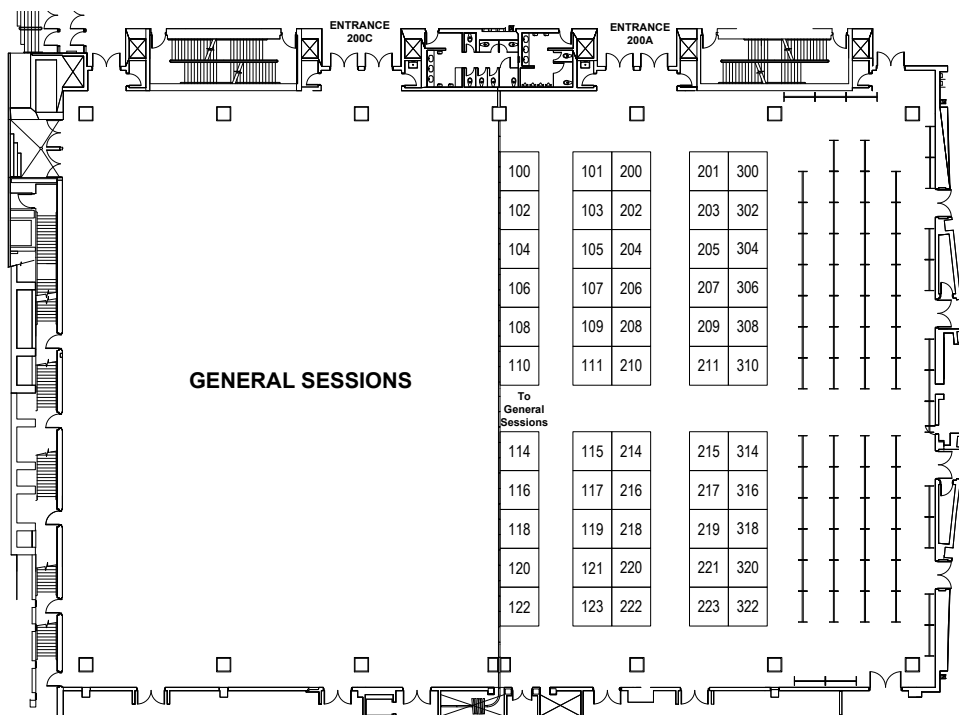 ENTRANCE
200C
ENTRANCE
200A
100 101 200 201 300
102 103 202 203 302
104 105 204 205 304
106 107 206 207 306
108 109 208 209 308
110 111 210 211 310
GENERAL SESSIONS
To
General
Sessions
114 115 214 215 314
116 117 216 217 316
118 119 218 219 318
120 121 220 221 320
122 123 222 223 322